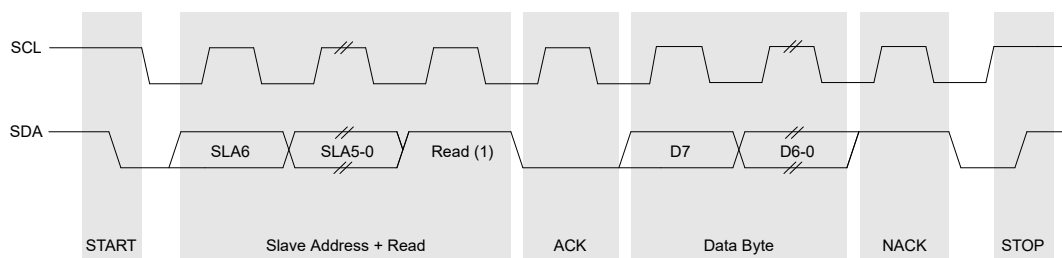 SCL
SDA
SLA6 SLA5-0 Read (1) D7 D6-0
START Slave Address + Read ACK Data Byte NACK STOP